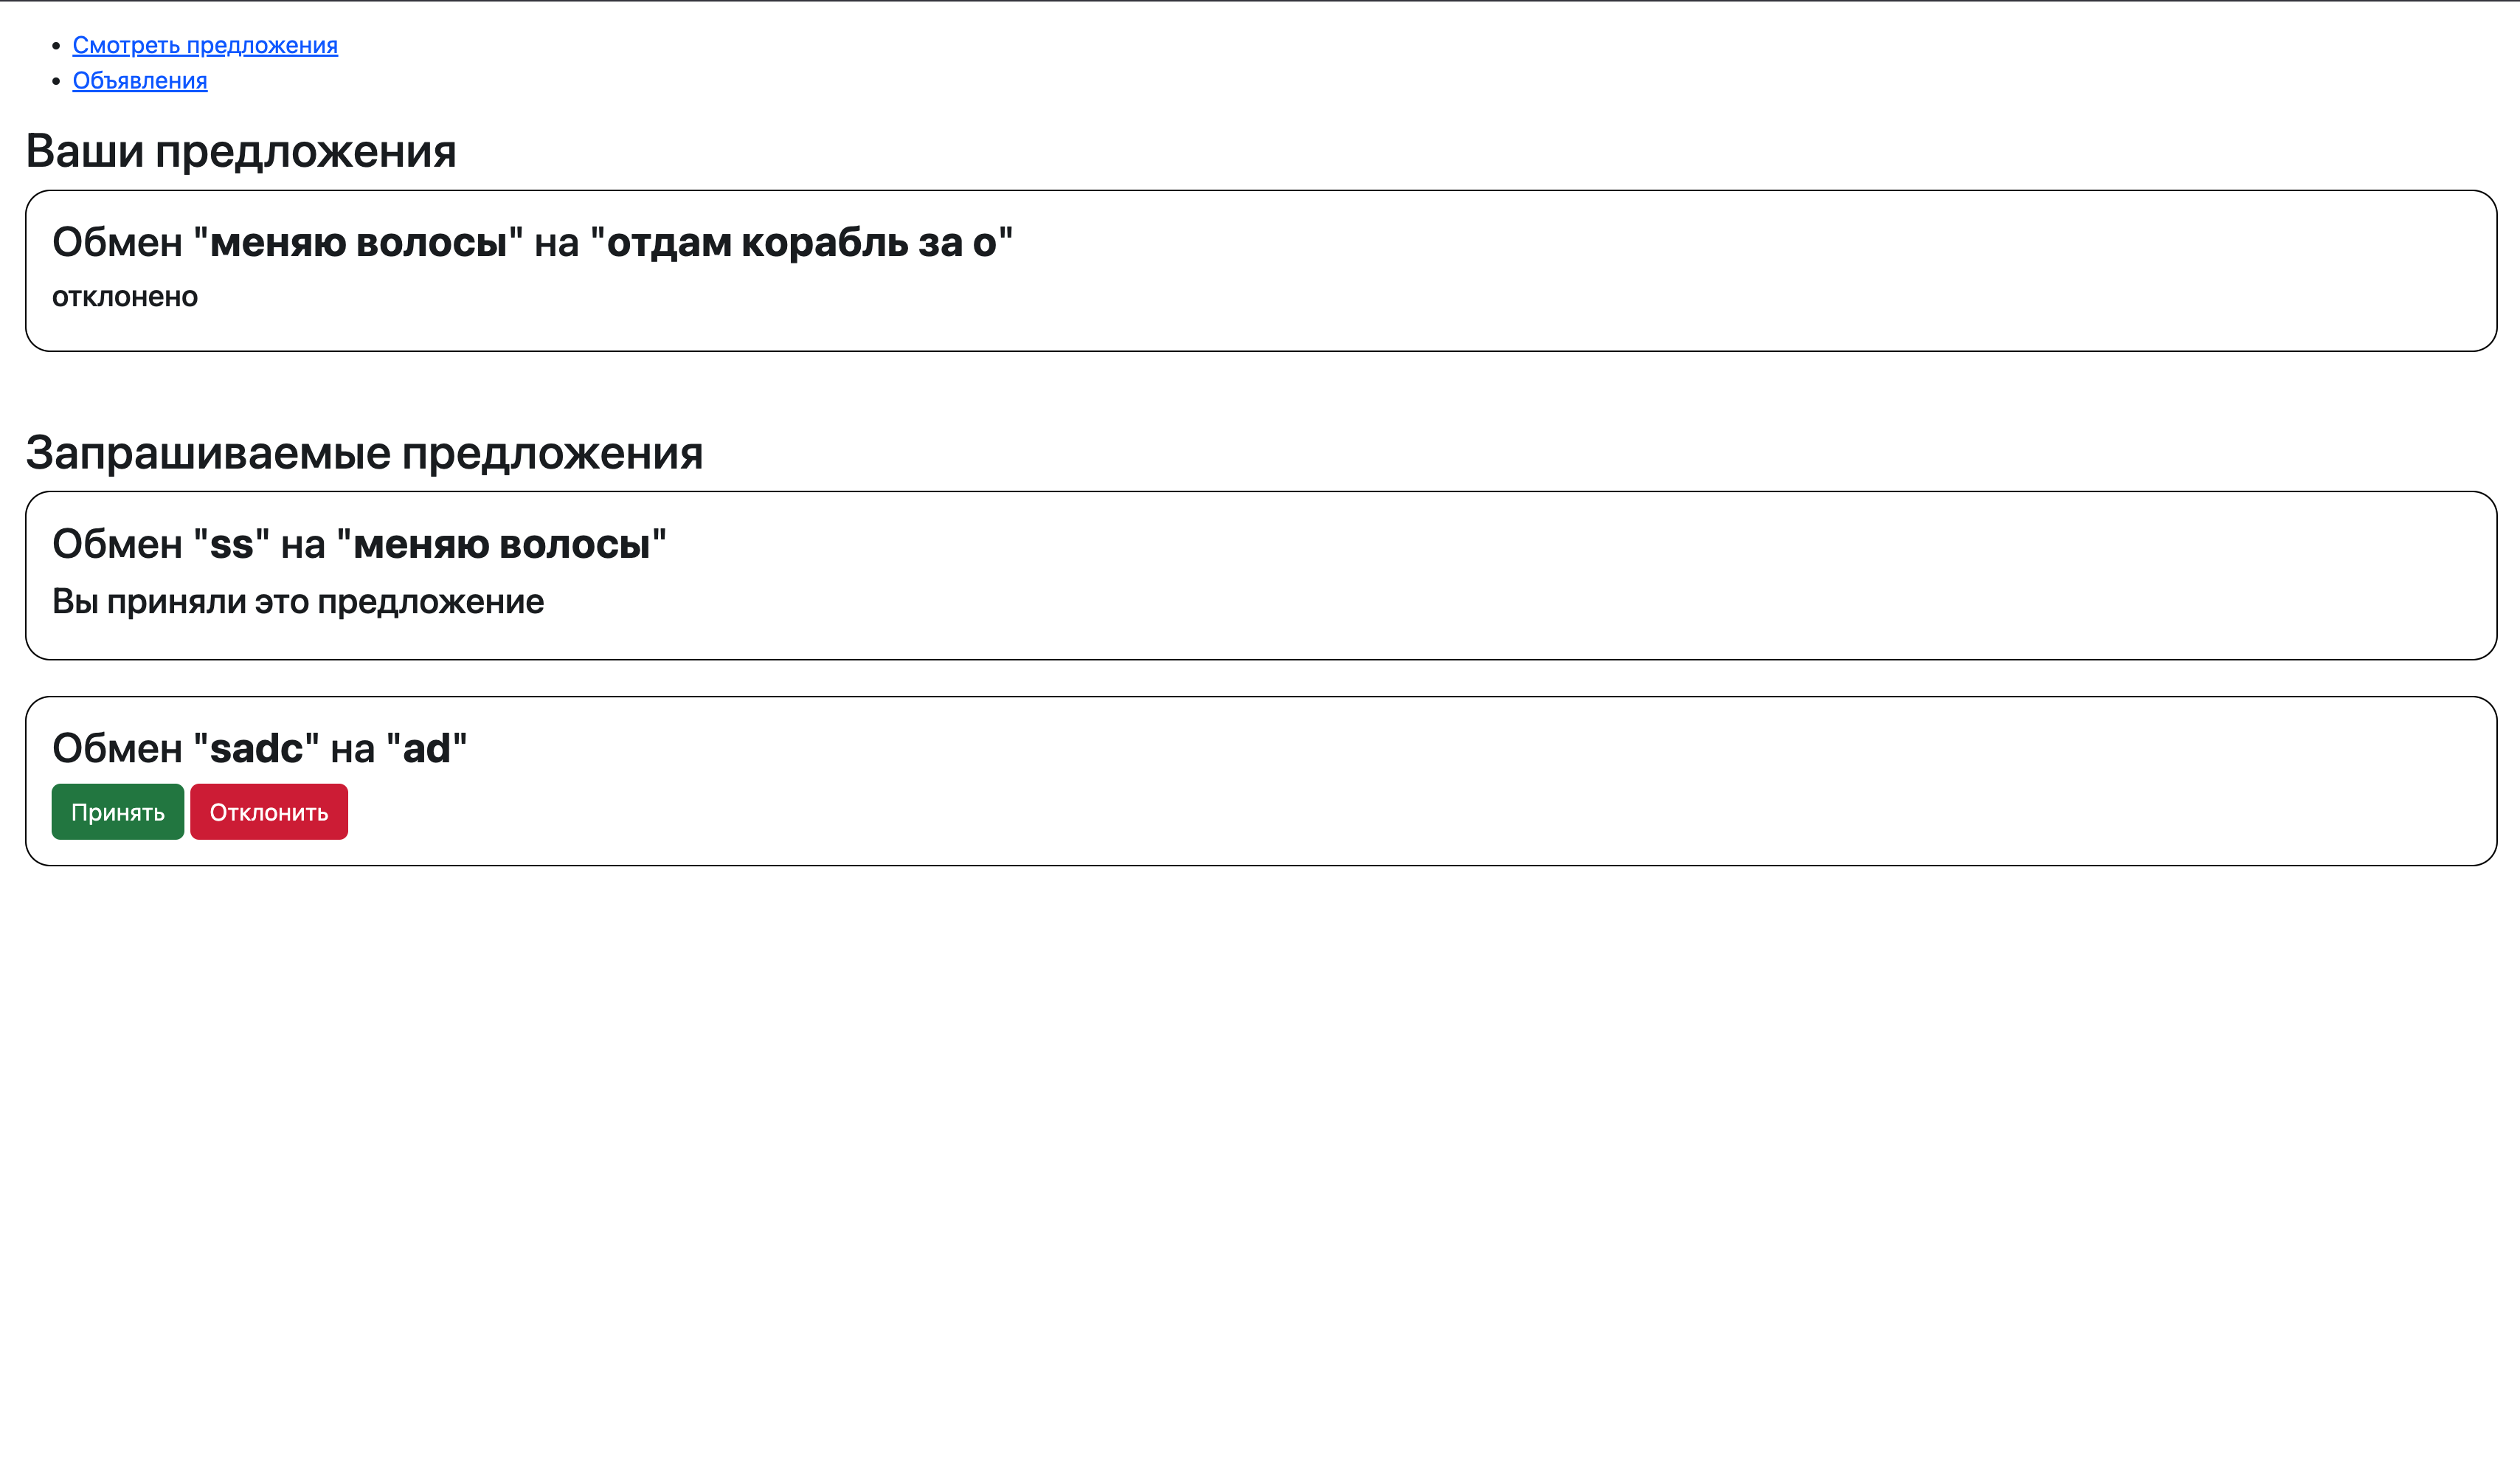 Смотреть предложения
Объявления
Ваши предложения
Обмен "меняю волосы" на "отдам корабль за о"
отклонено
Запрашиваемые предложения
Обмен "ss" на "меняю волосы"
Вы приняли это предложение
Обмен "sadc" на "ad"
Принять Отклонить